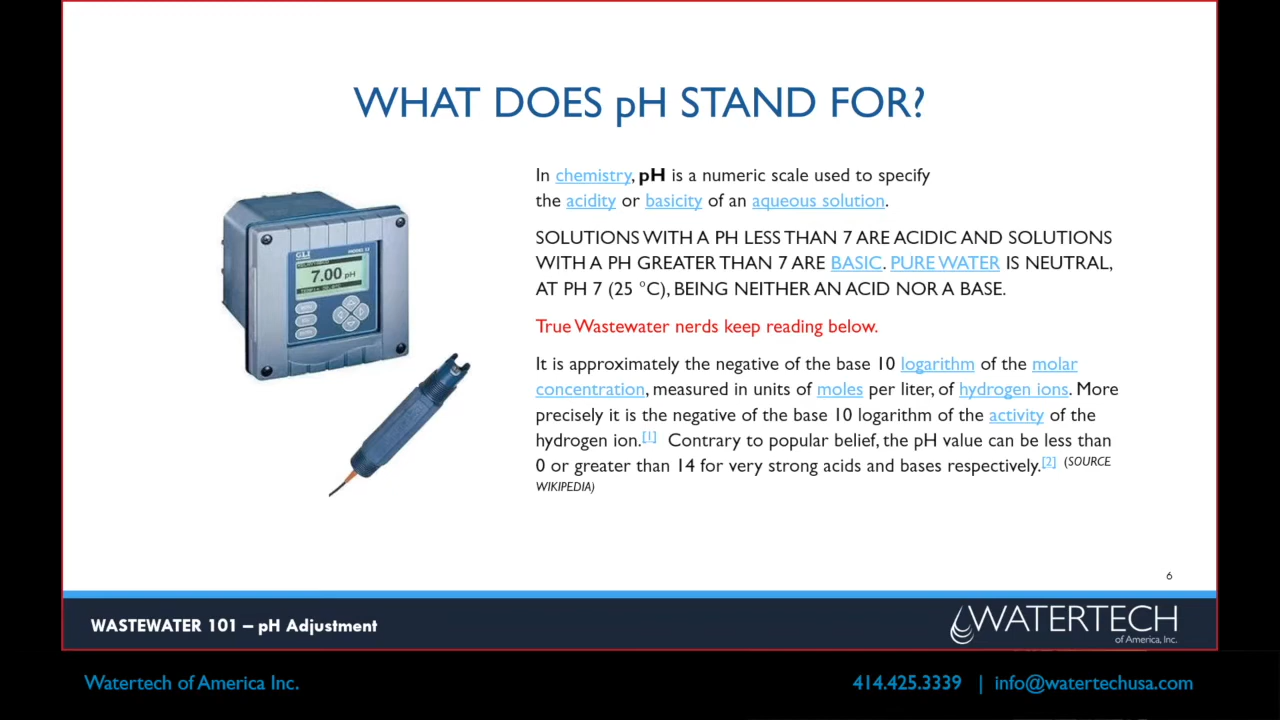 WHAT DOES pH STAND FOR?
In chemistry, pH is a numeric scale used to specify
the acidity or basicity of an aqueous solution.
SOLUTIONS WITH A PH LESS THAN 7 ARE ACIDIC AND SOLUTIONS
WITH A PH GREATER THAN 7 ARE BASIC. PURE WATER IS NEUTRAL,
AT PH 7 (25 °C), BEING NEITHER AN ACID NOR A BASE.
True Wastewater nerds keep reading below.
It is approximately the negative of the base 10 logarithm of the molar
concentration, measured in units of moles per liter, of hydrogen ions. More
precisely it is the negative of the base 10 logarithm of the activity of the
hydrogen ion.[1] Contrary to popular belief, the pH value can be less than
0 or greater than 14 for very strong acids and bases respectively.[2] (SOURCE
WIKIPEDIA)
GLI
7.00 pH
6
WASTEWATER 101 – pH Adjustment
WATERTECH
of America, Inc.
Watertech of America Inc.
414.425.3339 | info@watertechusa.com